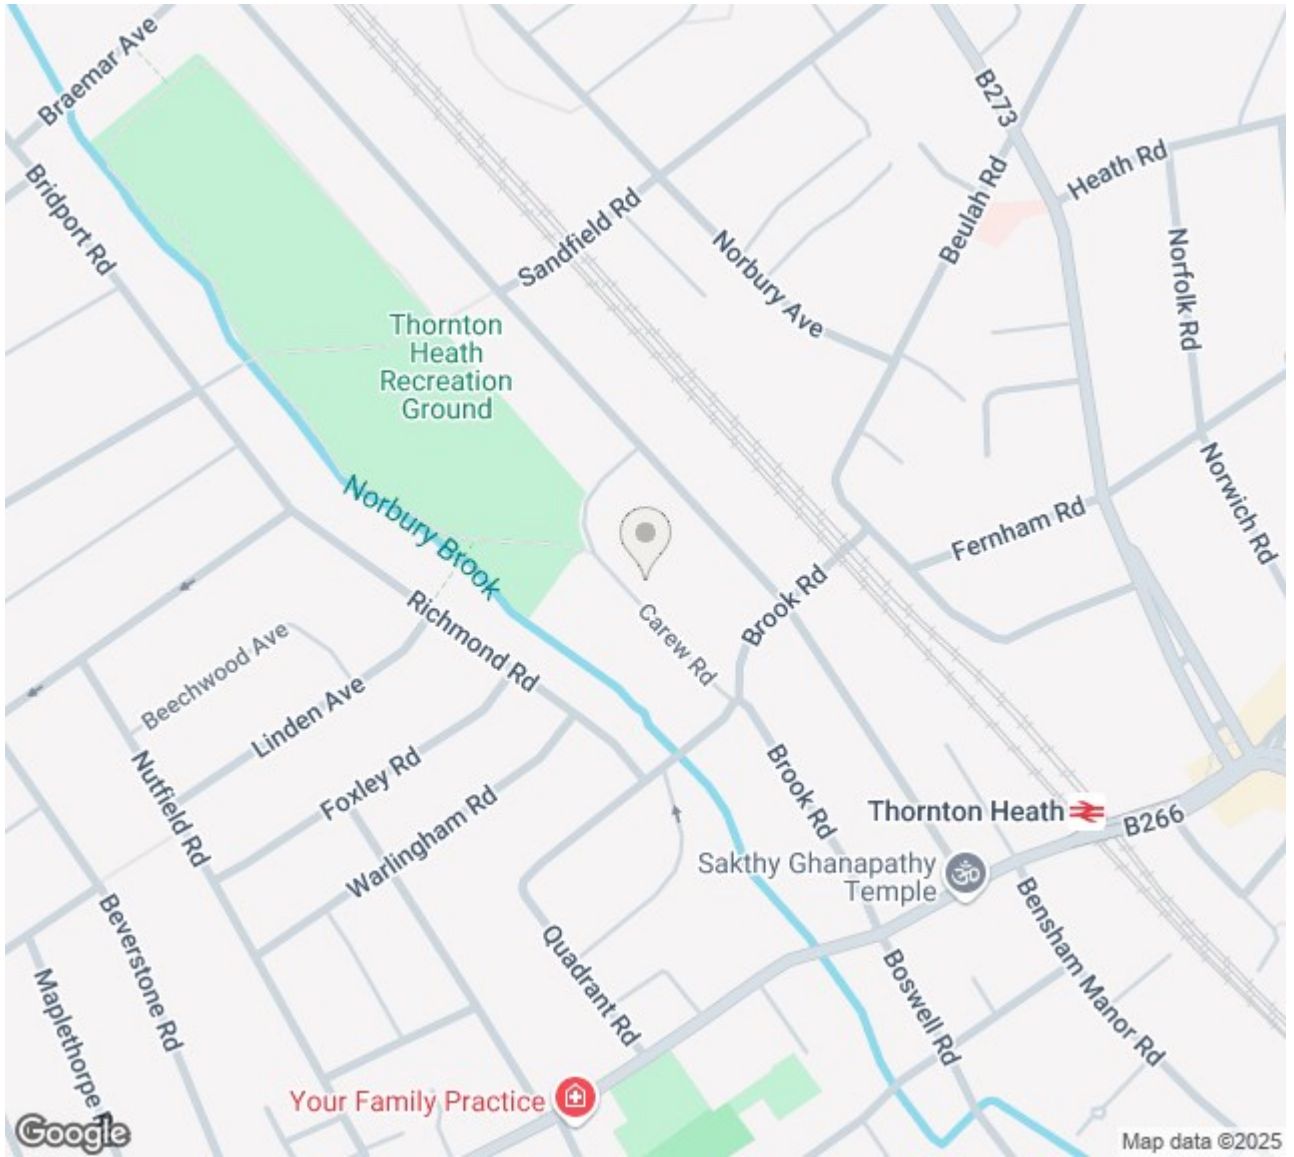 Braemar Ave
B273
Heath Rd
Bridport Rd
Beulah Rd
Sandfield Rd
Norbury Ave
Norfolk Rd
Thornton
Heath
Recreation
Ground
Norbury Brook
Norwich Rd
Fernham Rd
Brook Rd
Richmond Rd
Carew Rd
Beechwood Ave
Linden Ave
Nutfield Rd
Foxley Rd
Brook Rd
Warlingham Rd
Thornton Heath
B266
Sakthy Ghanapathy
Temple
Bensham Manor Rd
Beverstone Rd
Quadrant Rd
Boswell Rd
Maplethorpe R
Your Family Practice
Google
Map data ©2025